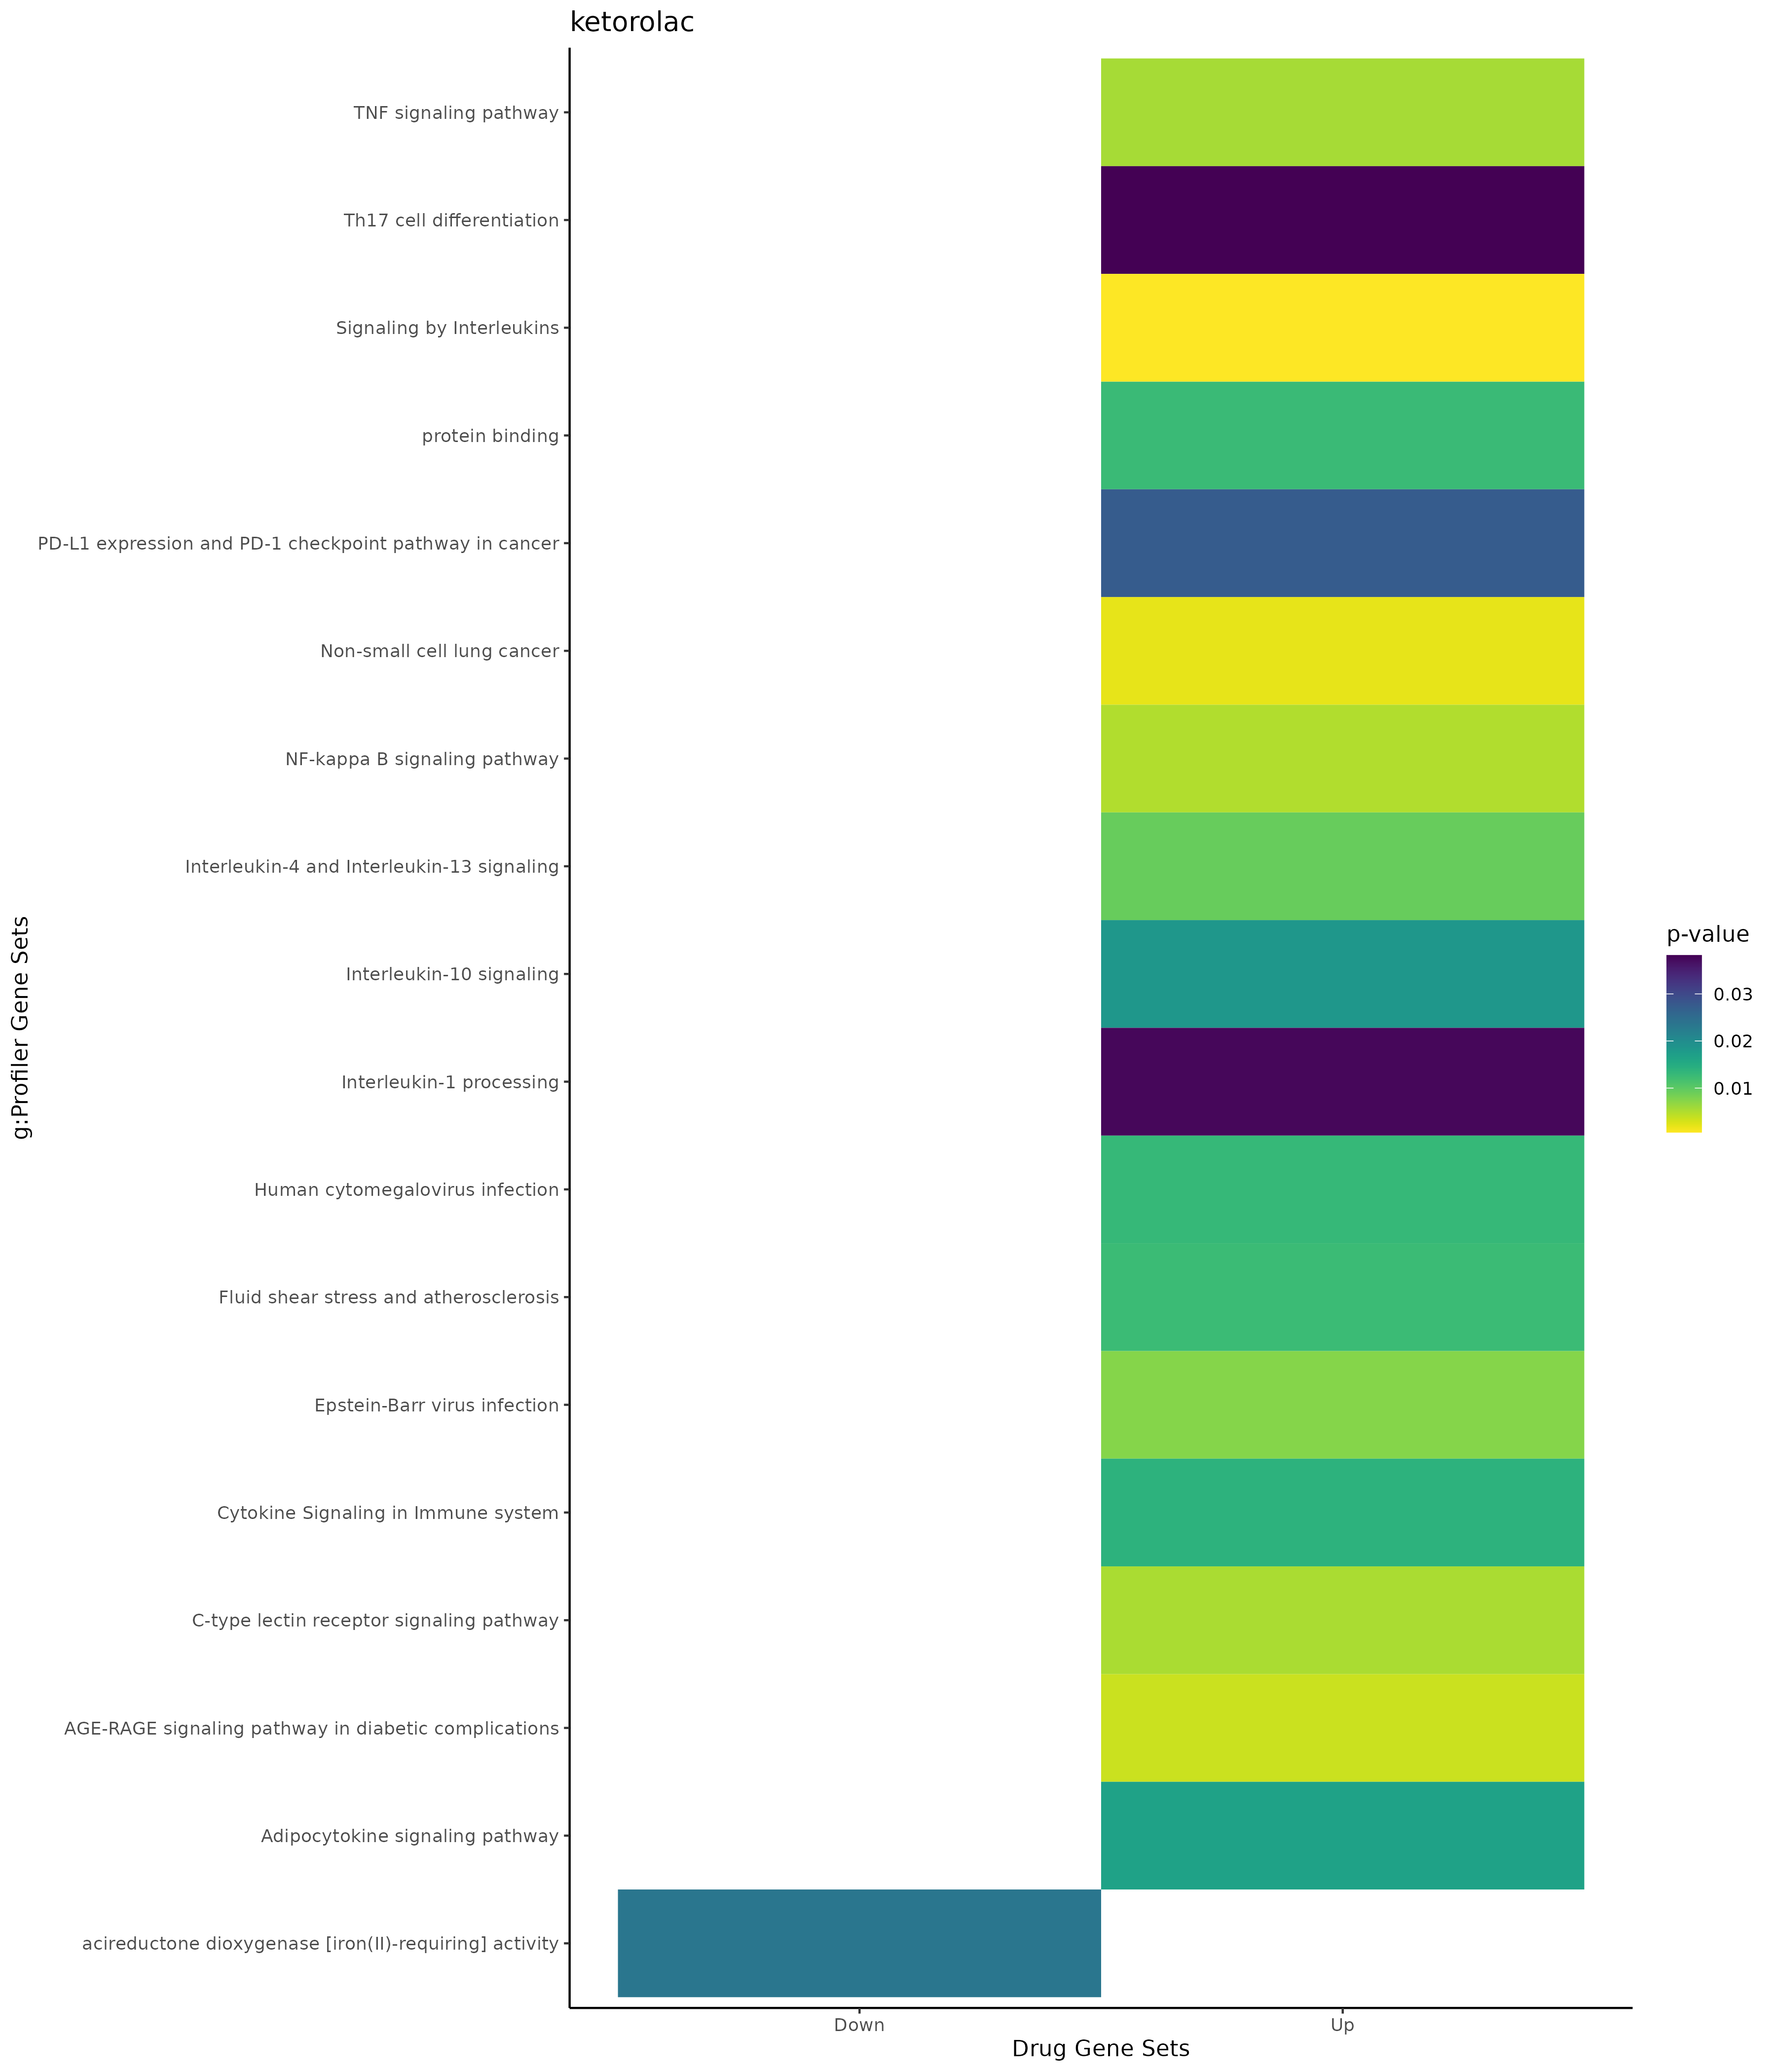 ketorolac
TNF signaling pathway
Th17 cell differentiation
Signaling by Interleukins
protein binding
PD-L1 expression and PD-1 checkpoint pathway in cancer
Non-small cell lung cancer
NF-kappa B signaling pathway
Interleukin-4 and Interleukin-13 signaling
Interleukin-10 signaling
Interleukin-1 processing
Human cytomegalovirus infection
Fluid shear stress and atherosclerosis
Epstein-Barr virus infection
Cytokine Signaling in Immune system
C-type lectin receptor signaling pathway
AGE-RAGE signaling pathway in diabetic complications
Adipocytokine signaling pathway
acireductone dioxygenase [iron(II)-requiring] activity
g:Profiler Gene Sets
Down
Up
Drug Gene Sets
p-value
0.03
0.02
0.01